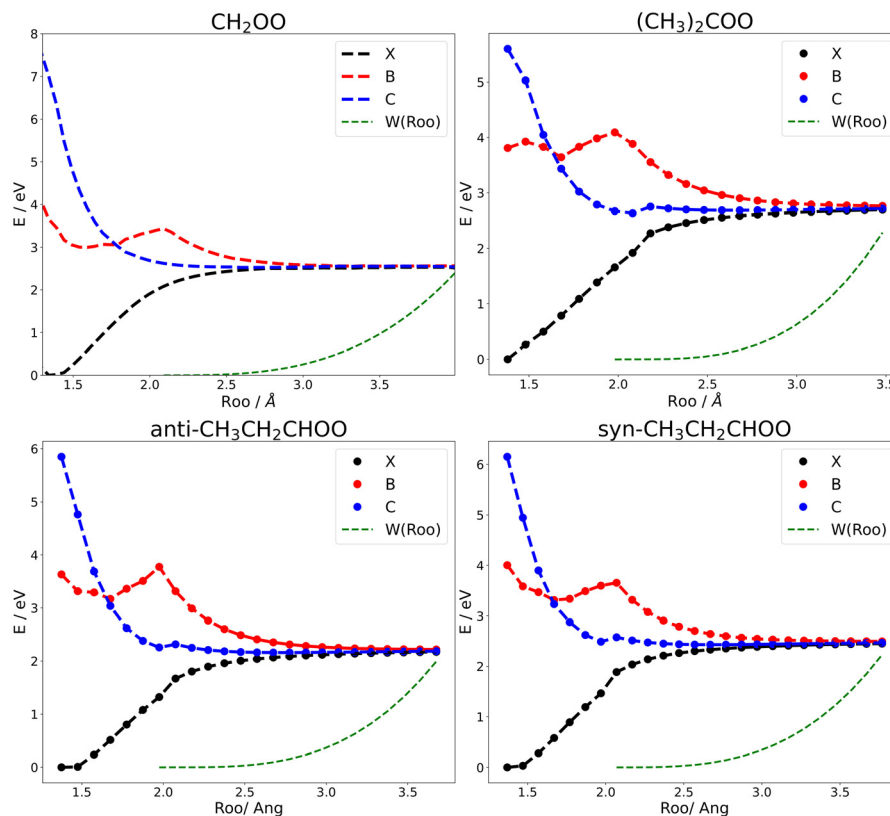 CH₂OO
E / eV
8
7
6
5
4
3
2
1
0
1.5
2.0
2.5
3.0
3.5
Roo / Å
X
B
C
W(Roo)
(CH₃)₂COO
E / eV
5
4
3
2
1
0
1.5
2.0
2.5
3.0
3.5
Roo / Å
X
B
C
W(Roo)
anti-CH₃CH₂CHOO
E / eV
6
5
4
3
2
1
0
1.5
2.0
2.5
3.0
3.5
Roo/ Ang
X
B
C
W(Roo)
syn-CH₃CH₂CHOO
E / eV
6
5
4
3
2
1
0
1.5
2.0
2.5
3.0
3.5
Roo/ Ang
X
B
C
W(Roo)